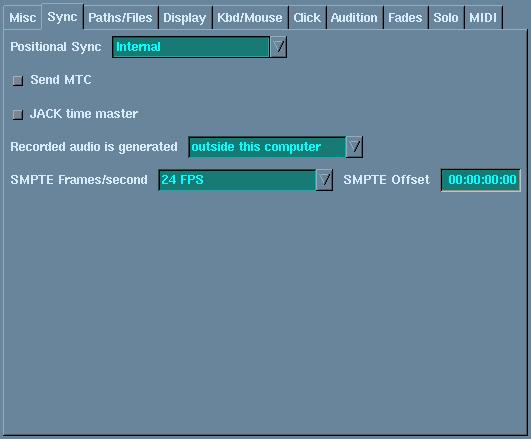 Misc Sync Paths/Files Display Kbd/Mouse Click Audition Fades Solo MIDI
Positional Sync Internal
Send MTC
JACK time master
Recorded audio is generated outside this computer
SMPTE Frames/second 24 FPS SMPTE Offset 00:00:00:00